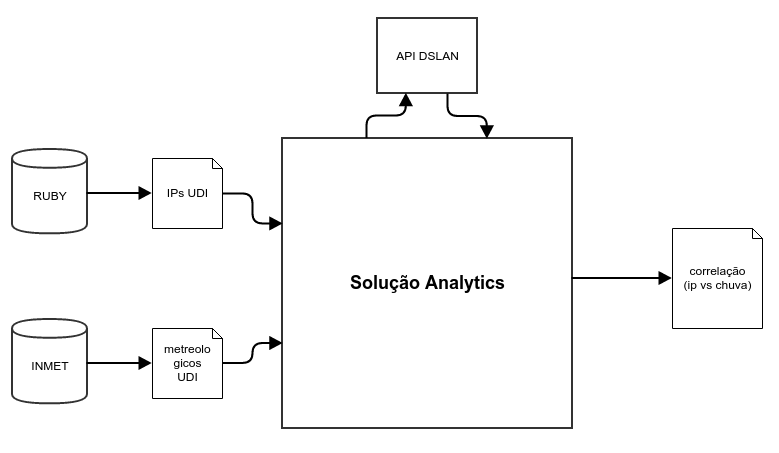 API DSLAN
RUBY
IPs UDI
Solução Analytics
correlação
(ip vs chuva)
INMET
metreolo
gicos
UDI